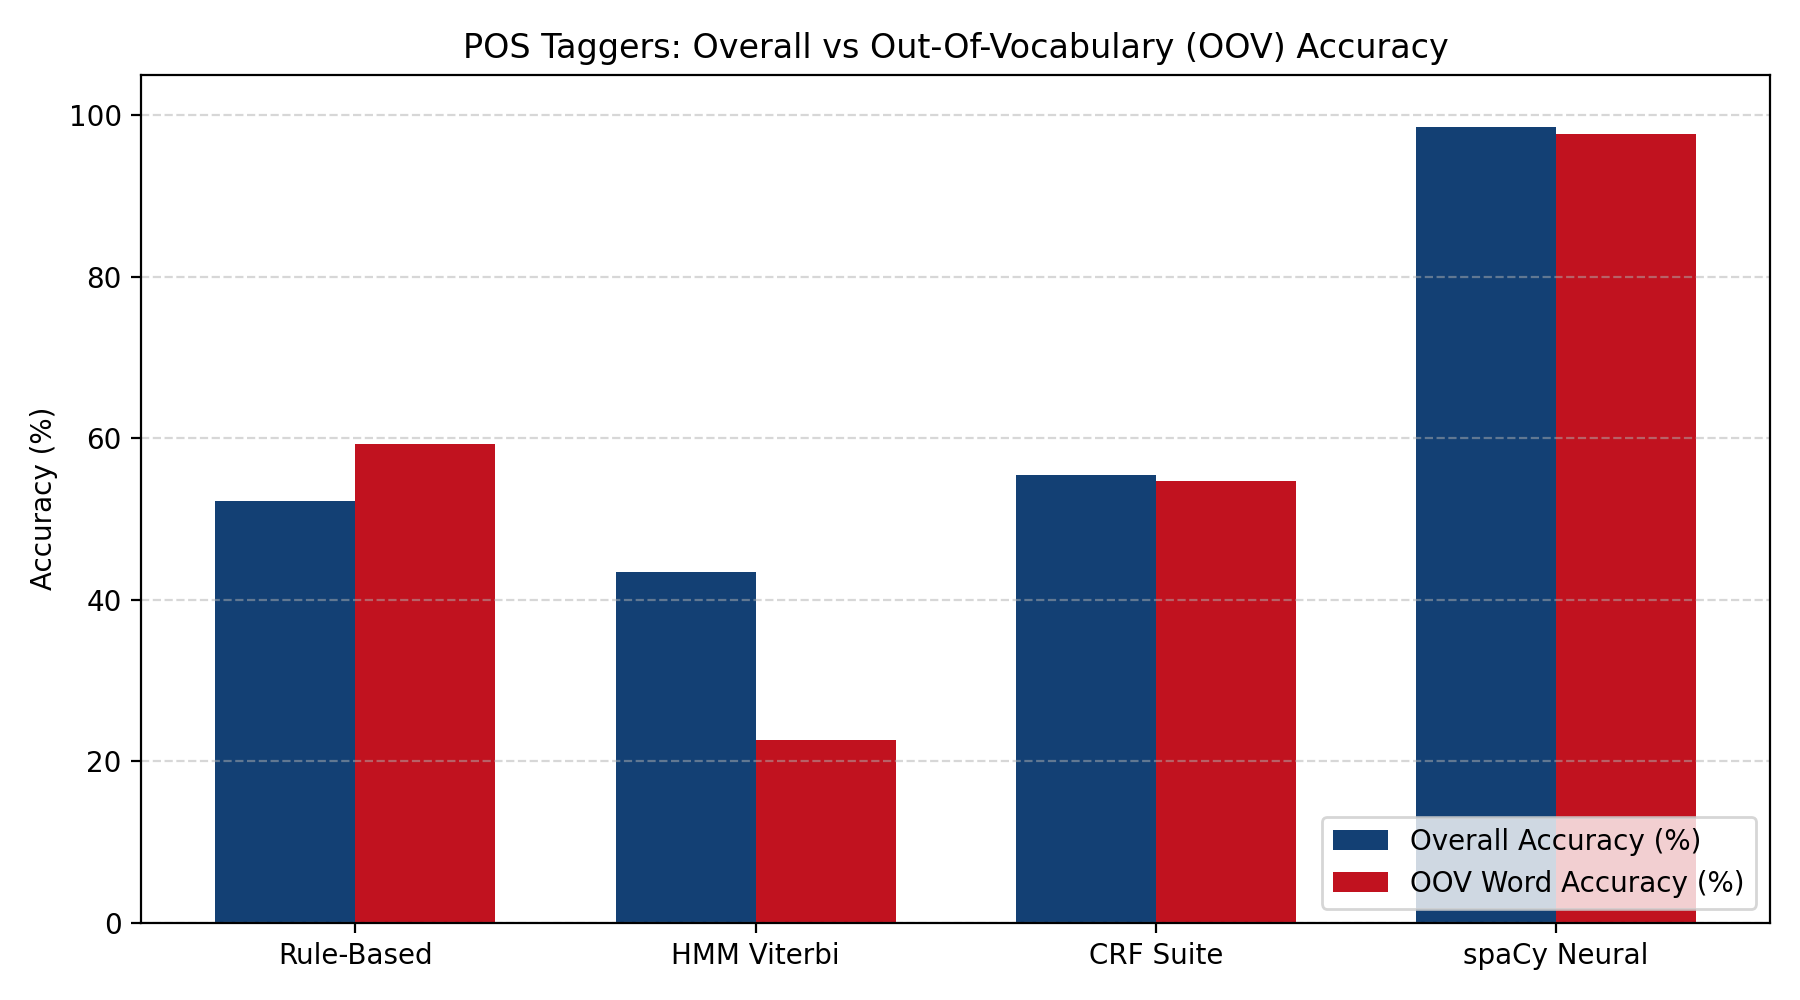 POS Taggers: Overall vs Out-Of-Vocabulary (OOV) Accuracy
Accuracy (%)
100
80
60
40
20
0
Rule-Based
HMM Viterbi
CRF Suite
spaCy Neural
Overall Accuracy (%)
OOV Word Accuracy (%)